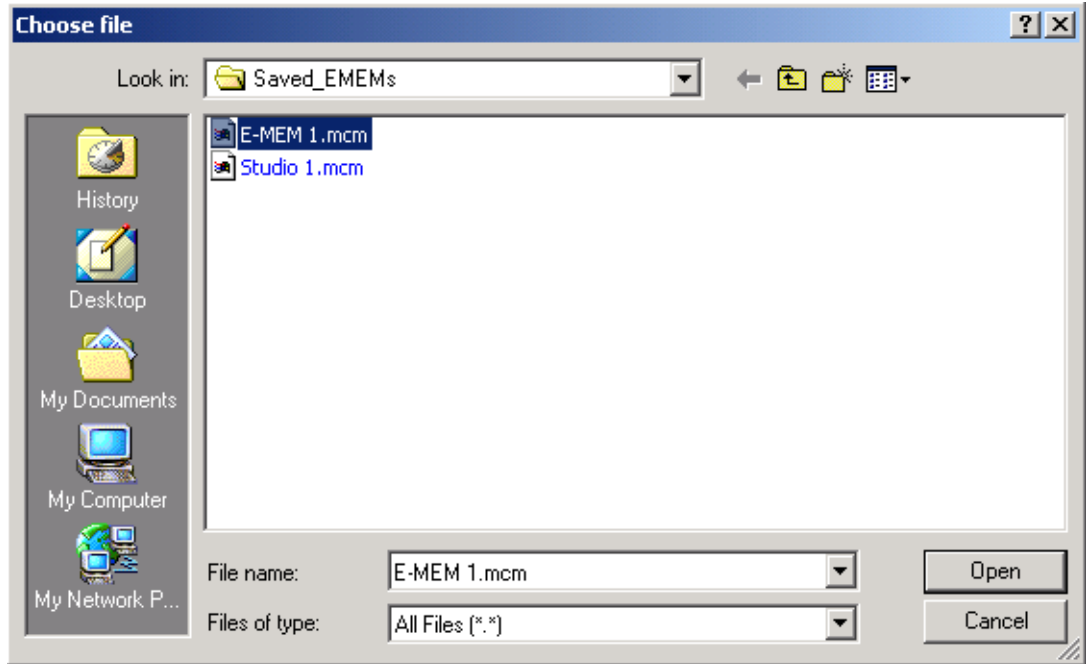 Choose file
Look in: Saved_EMEMs
E-MEM 1.mcm
Studio 1.mcm
History
Desktop
My Documents
My Computer
My Network P...
File name: E-MEM 1.mcm Open
Files of type: All Files (*.*) Cancel